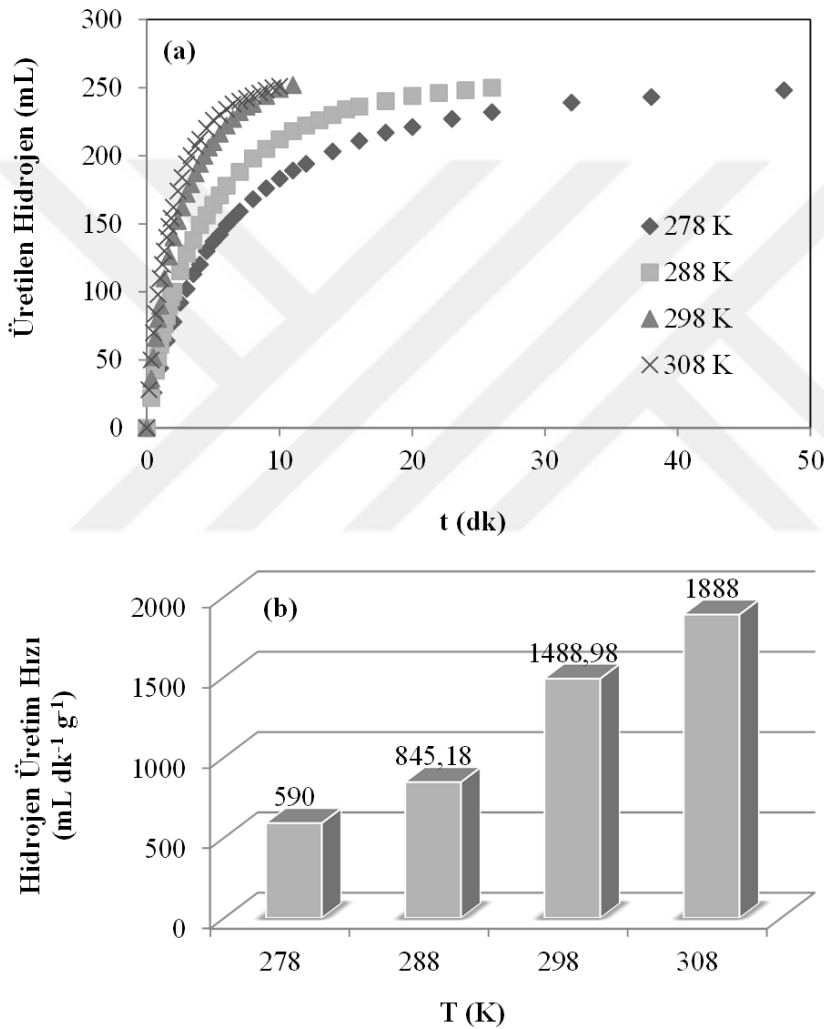 (a)
Üretilen Hidrojen (mL)
300
250
200
150
100
50
0
0 10 20 30 40 50
t (dk)
278 K
288 K
298 K
308 K
(b)
Hidrojen Üretim Hızı
(mL dk⁻¹ g⁻¹)
2000
1500
1000
500
0
590
845,18
1488,98
1888
278 288 298 308
T (K)